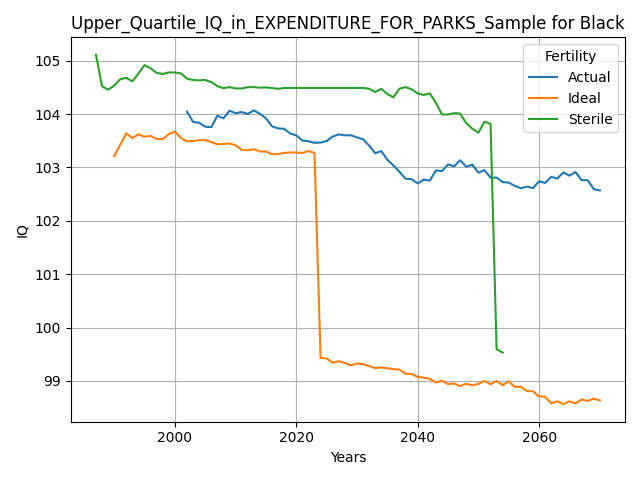 Upper_Quartile_IQ_in_EXPENDITURE_FOR_PARKS_Sample for Black
Fertility
Actual
Ideal
Sterile
105
104
103
102
101
100
99
IQ
2000 2020 2040 2060
Years